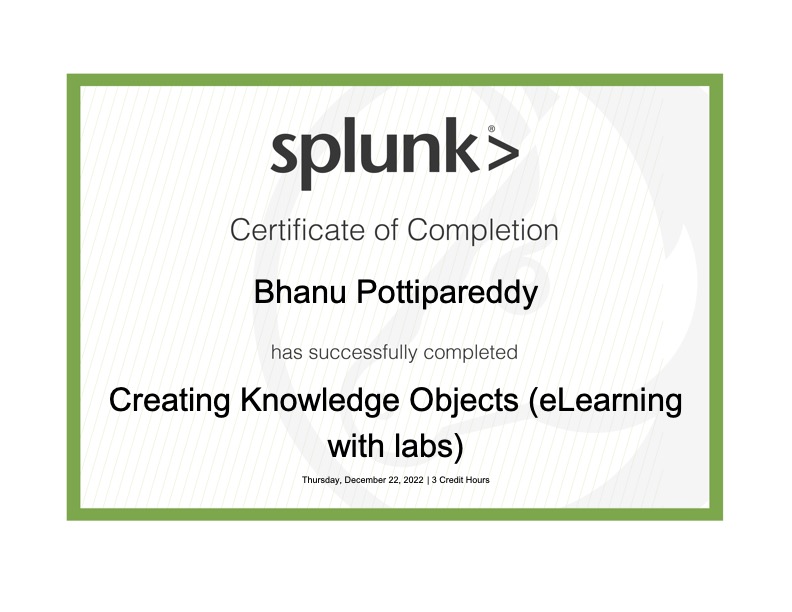 splunk>®
Certificate of Completion
Bhanu Pottipareddy
has successfully completed
Creating Knowledge Objects (eLearning
with labs)
Thursday, December 22, 2022 | 3 Credit Hours